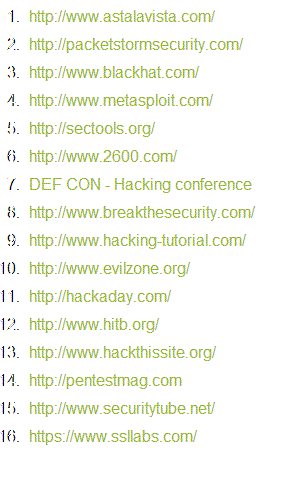 1. http://www.astalavista.com/
2. http://packetstormsecurity.com/
3. http://www.blackhat.com/
4. http://www.metasploit.com/
5. http://sectools.org/
6. http://www.2600.com/
7. DEF CON - Hacking conference
8. http://www.breakthesecurity.com/
9. http://www.hacking-tutorial.com/
10. http://www.evilzone.org/
11. http://hackaday.com/
12. http://www.hitb.org/
13. http://www.hackthissite.org/
14. http://pentestmag.com
15. http://www.securitytube.net/
16. https://www.ssllabs.com/